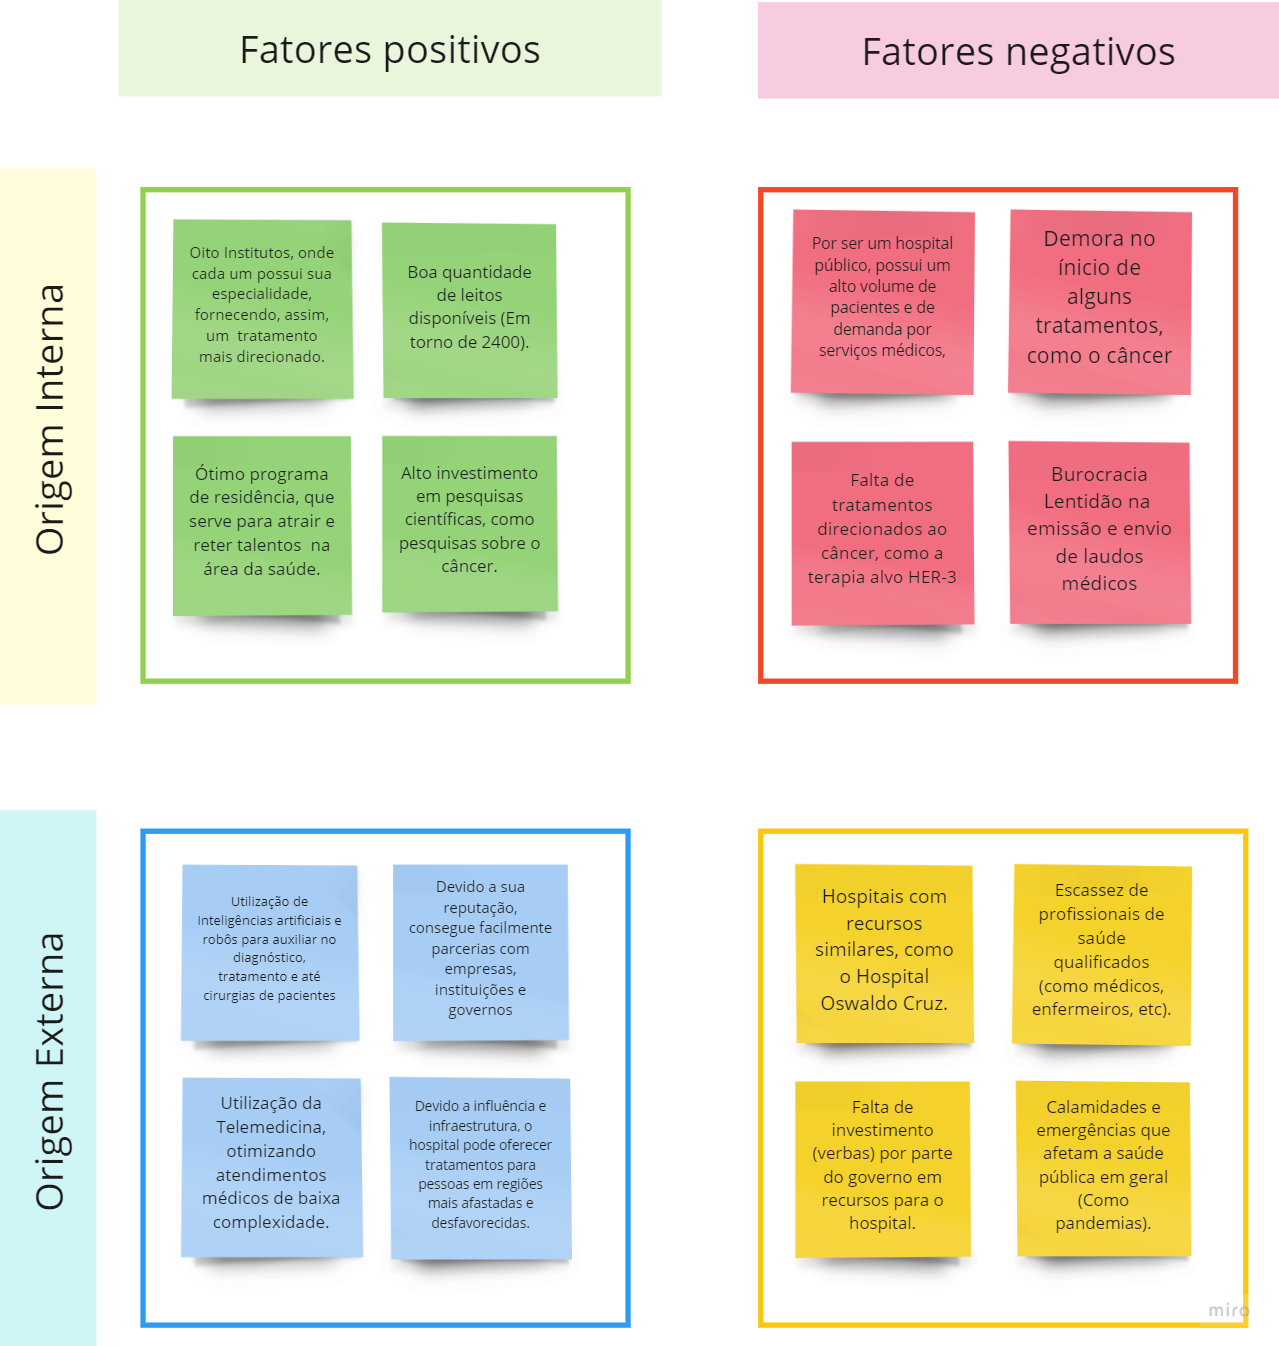 Fatores positivos
Fatores negativos
Origem Interna
Oito Institutos, onde
cada um possui sua
especialidade,
fornecendo, assim,
um tratamento
mais direcionado.
Boa quantidade
de leitos
disponíveis (Em
torno de 2400).
Ótimo programa
de residência, que
serve para atrair e
reter talentos na
área da saúde.
Alto investimento
em pesquisas
científicas, como
pesquisas sobre o
câncer.
Por ser um hospital
público, possui um
alto volume de
pacientes e de
demanda por
serviços médicos,
Demora no
ínicio de
alguns
tratamentos,
como o câncer
Falta de
tratamentos
direcionados ao
câncer, como a
terapia alvo HER-3
Burocracia
Lentidão na
emissão e envio
de laudos
médicos
Origem Externa
Utilização de
Inteligências artificiais e
robôs para auxiliar no
diagnóstico,
tratamento e até
cirurgias de pacientes
Devido a sua
reputação,
consegue facilmente
parcerias com
empresas,
instituições e
governos
Utilização da
Telemedicina,
otimizando
atendimentos
médicos de baixa
complexidade.
Devido a influência e
infraestrutura, o
hospital pode oferecer
tratamentos para
pessoas em regiões
mais afastadas e
desfavorecidas.
Hospitais com
recursos
similares, como
o Hospital
Oswaldo Cruz.
Escassez de
profissionais de
saúde
qualificados
(como médicos,
enfermeiros, etc).
Falta de
investimento
(verbas) por parte
do governo em
recursos para o
hospital.
Calamidades e
emergências que
afetam a saúde
pública em geral
(Como
pandemias).
miro